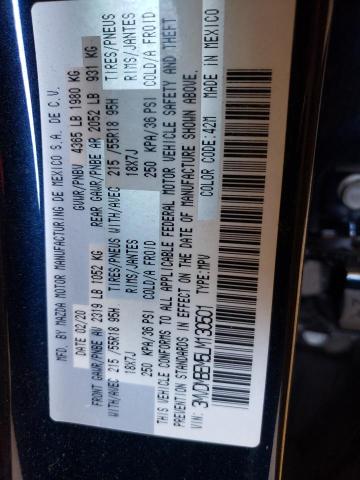 MFD. BY MAZDA MOTOR MANUFACTURING DE MEXICO S.A. DE C.V.
DATE 02/20 GVWR/PNBV 4365 LB 1980 KG
FRONT GAWR/PNBE AV 2319 LB 1052 KG REAR GAWR/PNBE AR 2052 LB 931 KG
WITH/AVEC 215/55R18 95H TIRES/PNEUS WITH/AVEC 215/55R18 95H TIRES/PNEUS
18X7J RIMS/JANTES 18X7J RIMS/JANTES
250 KPA/36 PSI COLD/A FROID 250 KPA/36 PSI COLD/A FROID
THIS VEHICLE CONFORMS TO ALL APPLICABLE FEDERAL MOTOR VEHICLE SAFETY AND THEFT
PREVENTION STANDARDS IN EFFECT ON THE DATE OF MANUFACTURE SHOWN ABOVE.
VIN: TYPE: MPV COLOR CODE: 42M MADE IN MEXICO